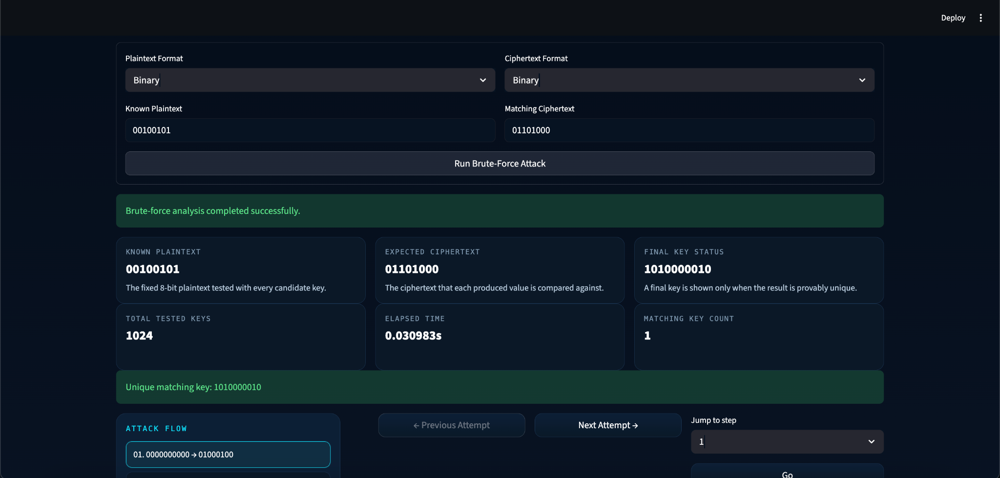 Deploy
Plaintext Format
Ciphertext Format
Binary
Binary
Known Plaintext
Matching Ciphertext
00100101
01101000
Run Brute-Force Attack
Brute-force analysis completed successfully.
KNOWN PLAINTEXT
00100101
The fixed 8-bit plaintext tested with every candidate key.
EXPECTED CIPHERTEXT
01101000
The ciphertext that each produced value is compared against.
FINAL KEY STATUS
1010000010
A final key is shown only when the result is provably unique.
TOTAL TESTED KEYS
1024
ELAPSED TIME
0.030983s
MATCHING KEY COUNT
1
Unique matching key: 1010000010
ATTACK FLOW
01. 0000000000 → 01000100
← Previous Attempt
Next Attempt →
Jump to step
1
Go